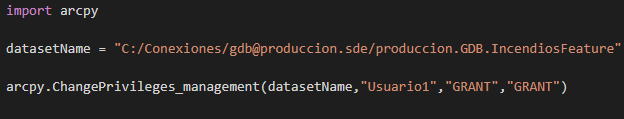 import arcpy
datasetName = "C:/Conexiones/gdb@produccion.sde/produccion.GDB.IncendiosFeature"
arcpy.ChangePrivileges_management(datasetName,"Usuario1","GRANT","GRANT")